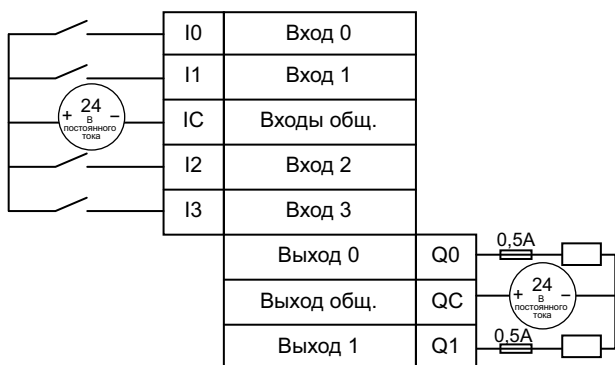 I0 Вход 0
I1 Вход 1
+ 24 –
В
постоянного
тока
IC Входы общ.
I2 Вход 2
I3 Вход 3
Выход 0 Q0 0,5A
Выход общ. QC
+ 24 –
В
постоянного
тока
Выход 1 Q1 0,5A